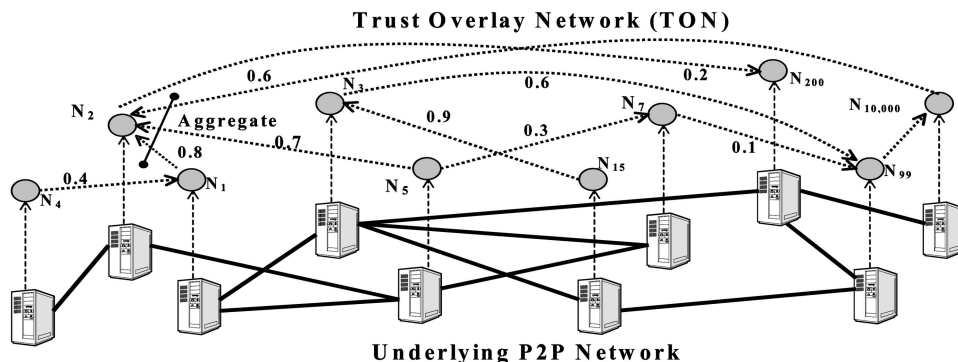 Trust Overlay Network (TON)
0.6
0.2
N200
N3
0.6
N2
Aggregate
0.9
N7
N10,000
0.3
0.7
0.8
0.1
N15
N99
N5
N1
0.4
N4
Underlying P2P Network